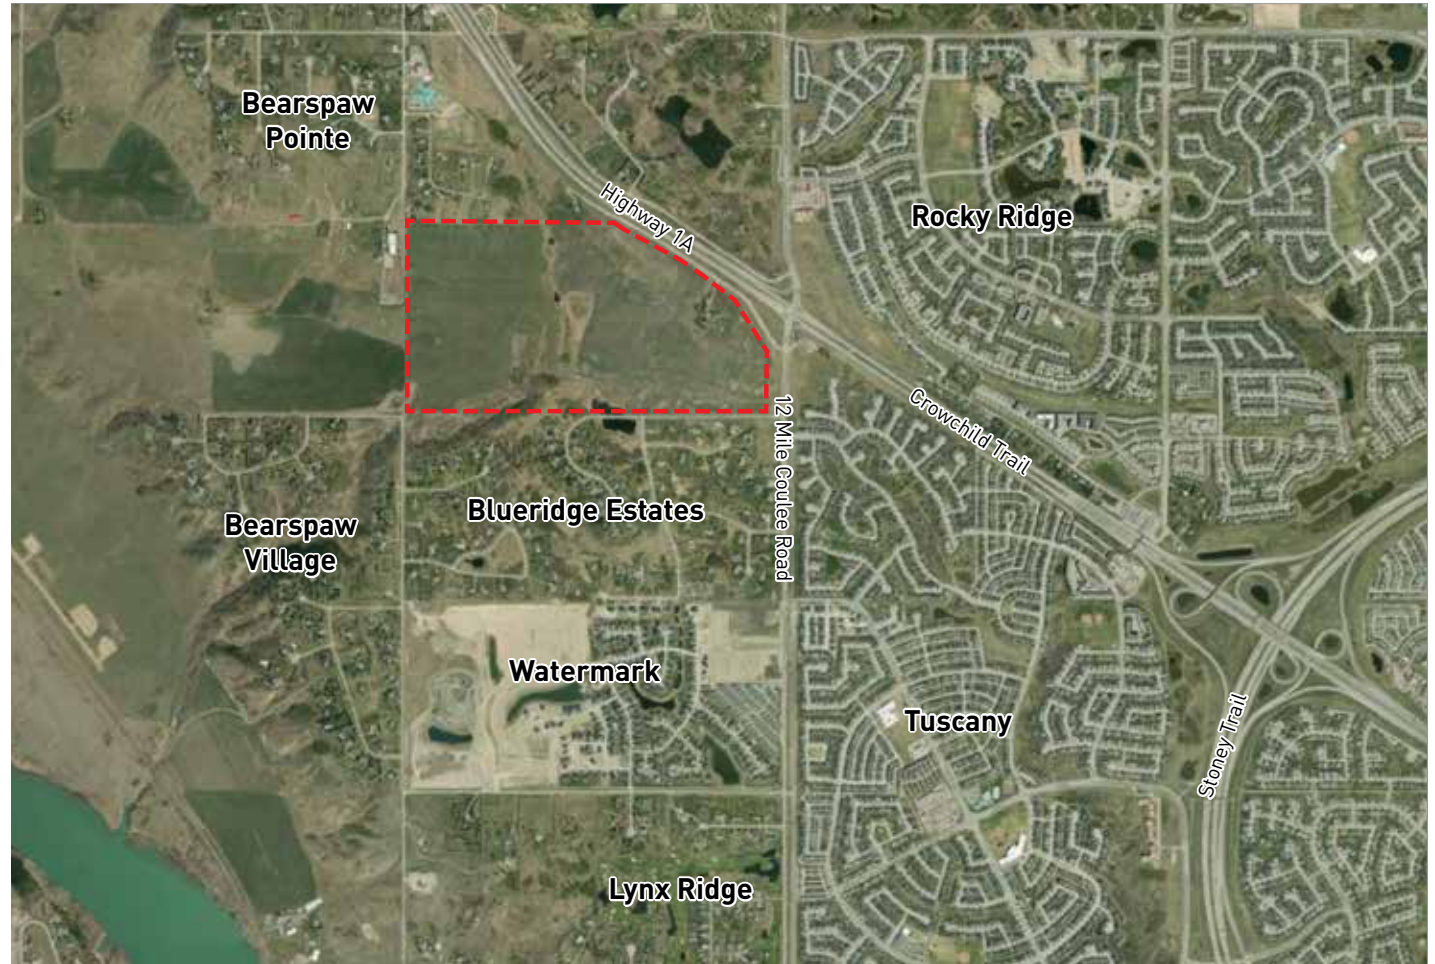 Bearspaw
Pointe
Highway 1A
Rocky Ridge
Crowchild Trail
12 Mile Coulee Road
Blueridge Estates
Bearspaw
Village
Watermark
Tuscany
Stoney Trail
Lynx Ridge